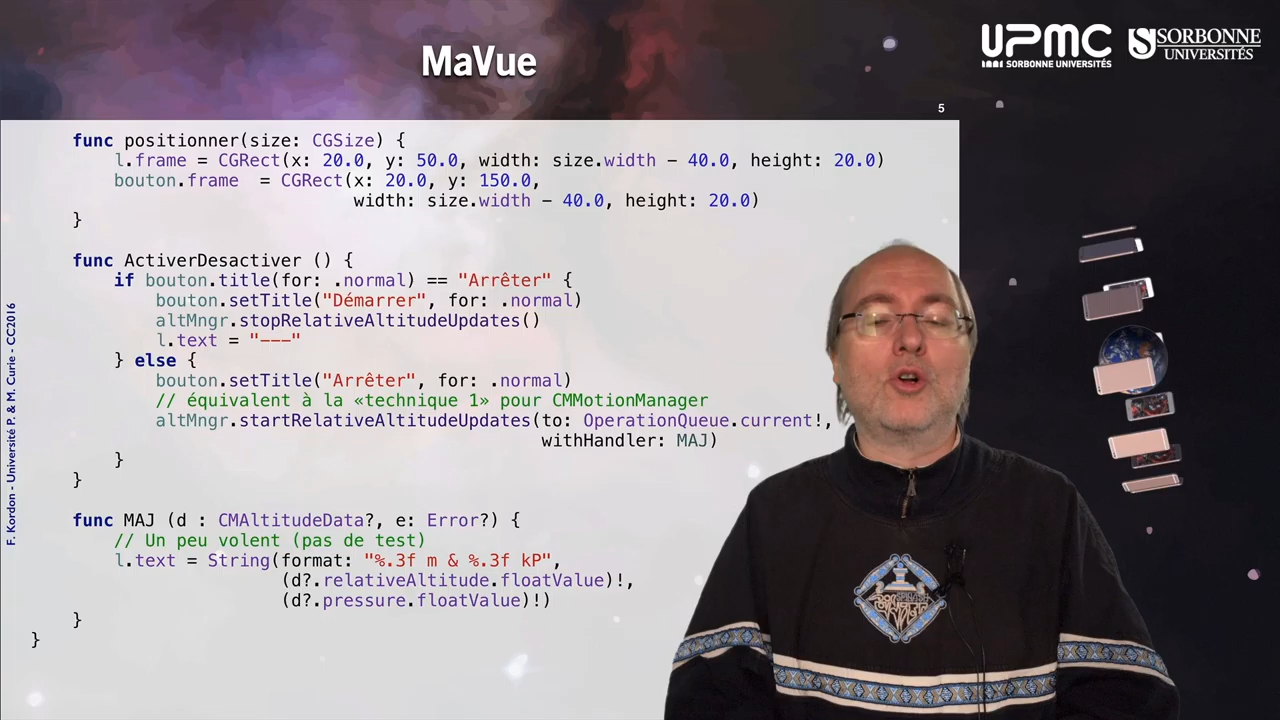 MaVue
UPMC
SORBONNE UNIVERSITÉS
SORBONNE
UNIVERSITÉS
5
func positionner(size: CGSize) {
l.frame = CGRect(x: 20.0, y: 50.0, width: size.width - 40.0, height: 20.0)
bouton.frame  = CGRect(x: 20.0, y: 150.0,
width: size.width - 40.0, height: 20.0)
}
func ActiverDesactiver () {
if bouton.title(for: .normal) == "Arrêter" {
bouton.setTitle("Démarrer", for: .normal)
altMngr.stopRelativeAltitudeUpdates()
l.text = "---"
} else {
bouton.setTitle("Arrêter", for: .normal)
// équivalent à la «technique 1» pour CMMotionManager
altMngr.startRelativeAltitudeUpdates(to: OperationQueue.current!,
withHandler: MAJ)
}
}
func MAJ (d : CMAltitudeData?, e: Error?) {
// Un peu volent (pas de test)
l.text = String(format: "%.3f m & %.3f kP",
(d?.relativeAltitude.floatValue)!,
(d?.pressure.floatValue)!)
}
}
F. Kordon - Université P. & M. Curie - CC2016